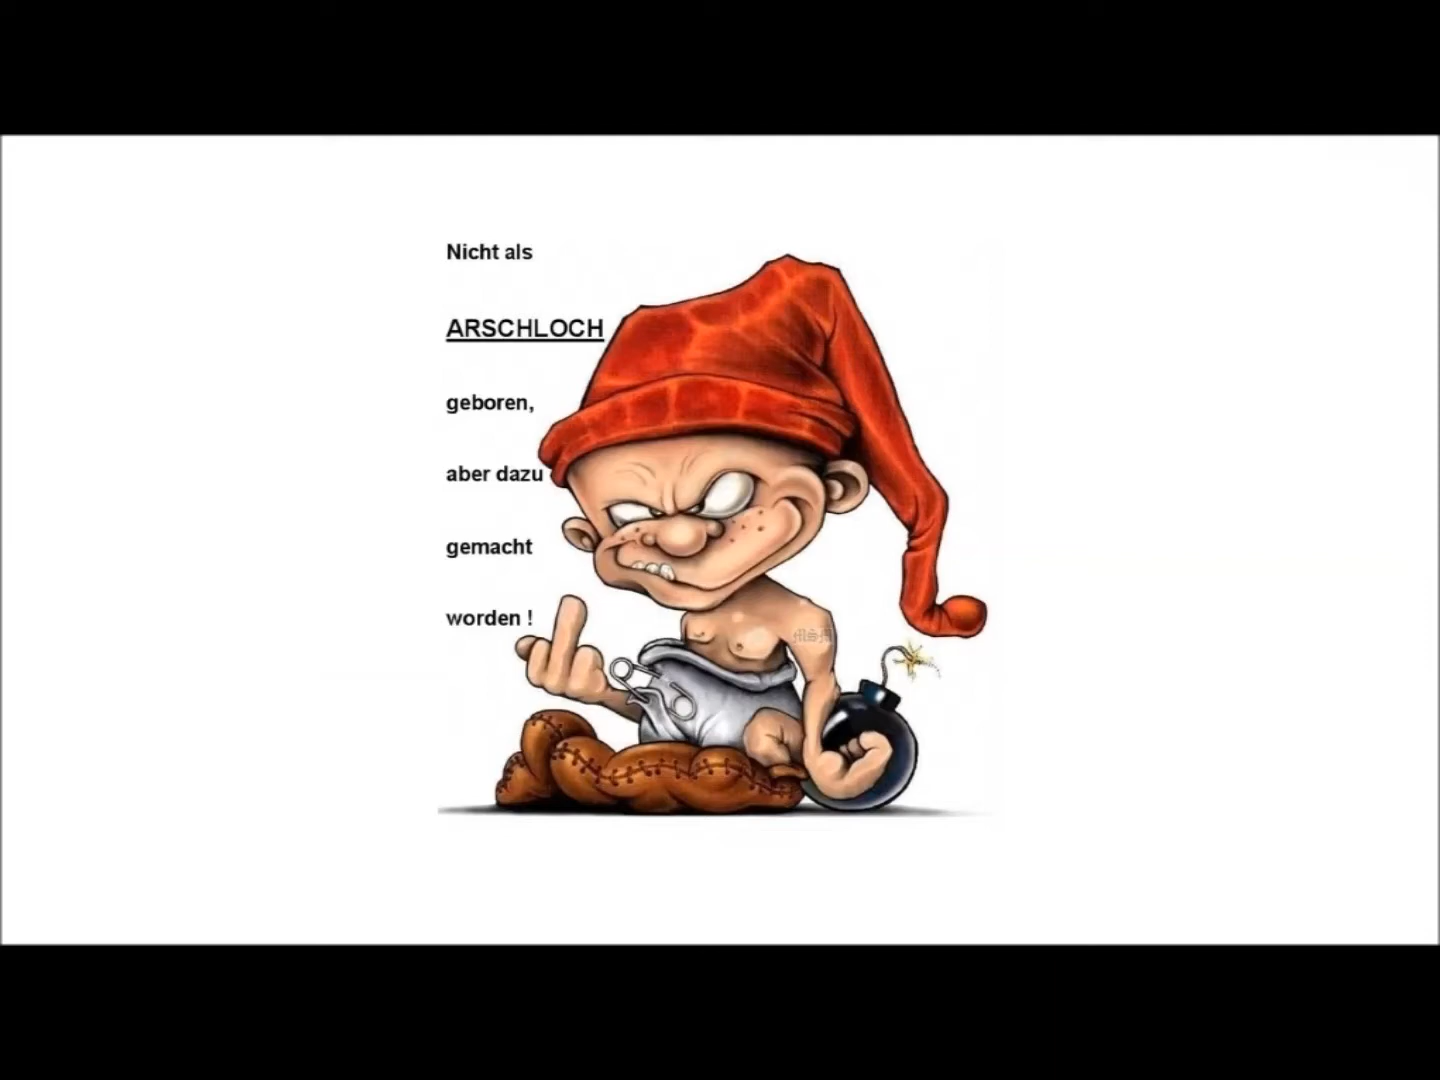 Nicht als
ARSCHLOCH
geboren,
aber dazu
gemacht
worden !